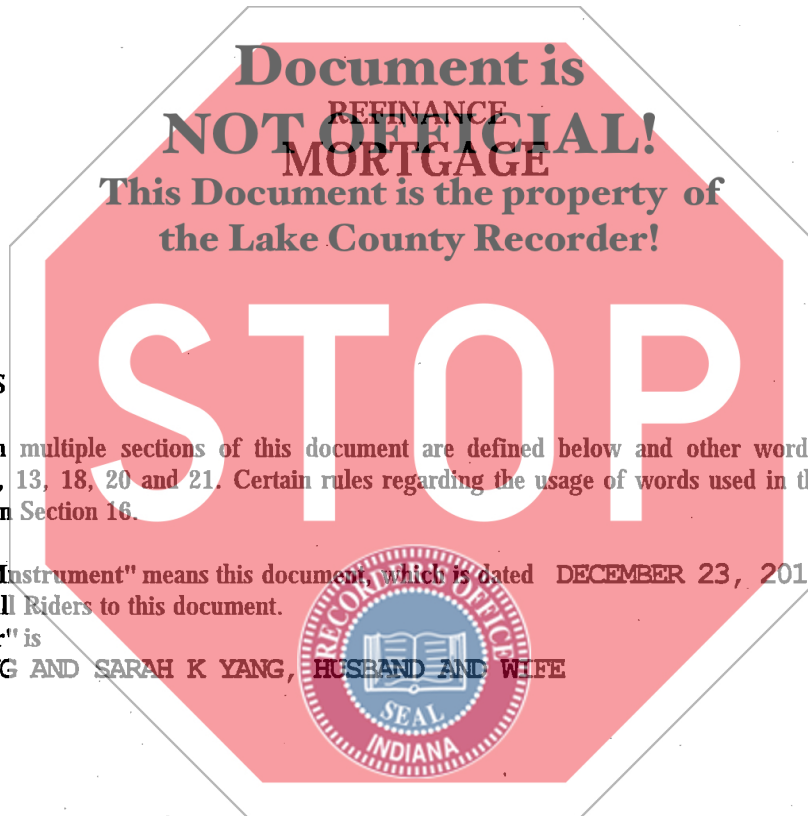 Document is
REFINANCE
NOT OFFICIAL!
MORTGAGE
This Document is the property of
the Lake County Recorder!
STOP
S
multiple sections of this document are defined below and other word
, 13, 18, 20 and 21. Certain rules regarding the usage of words used in
n Section 16.
Instrument" means this document, which is dated DECEMBER 23, 201
Riders to this document.
" is
G AND SARAH K YANG, HUSBAND AND WIFE
RECORDER'S OFFICE
SEAL
INDIANA